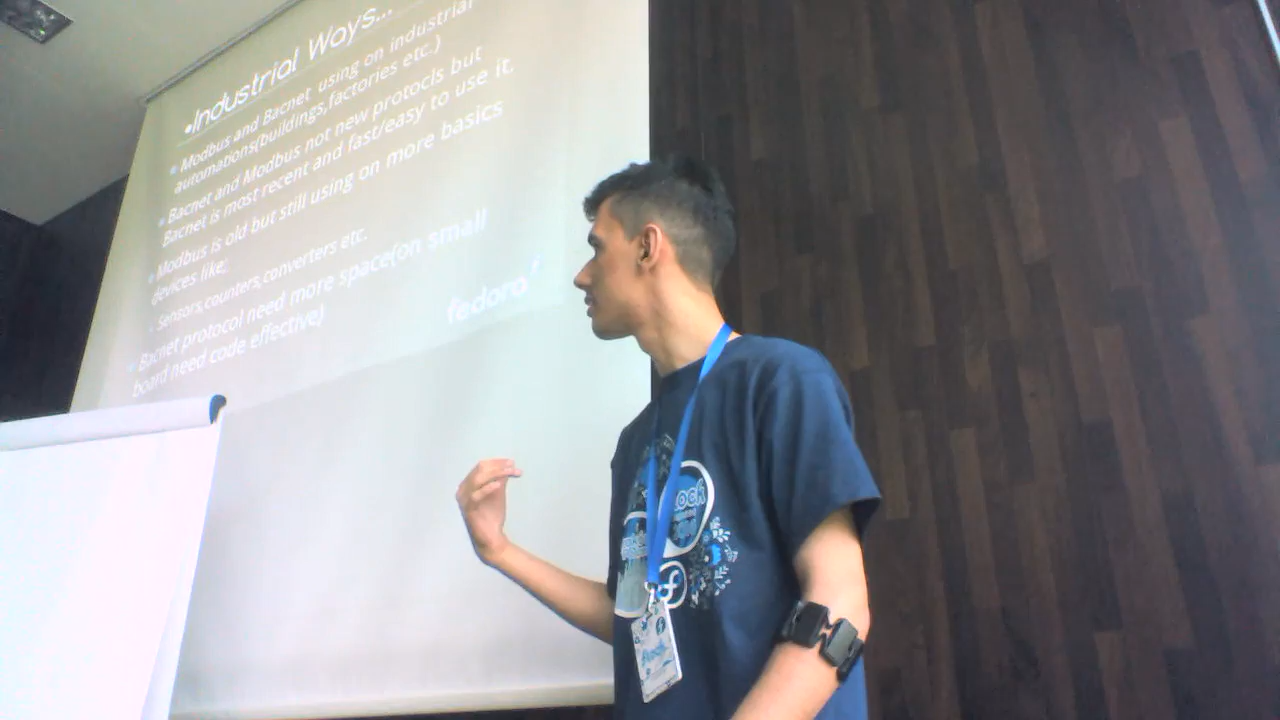 •Industrial Ways...
Modbus and Bacnet using on industrial
automations(buildings,factories etc.)
Bacnet and Modbus not new protocls but
Bacnet is most recent and fast/easy to use it.
Modbus is old but still using on more basics
devices like;
Sensors,counters,converters etc.
Bacnet protocol need more space(on small
board need code effective)
fedora
flock